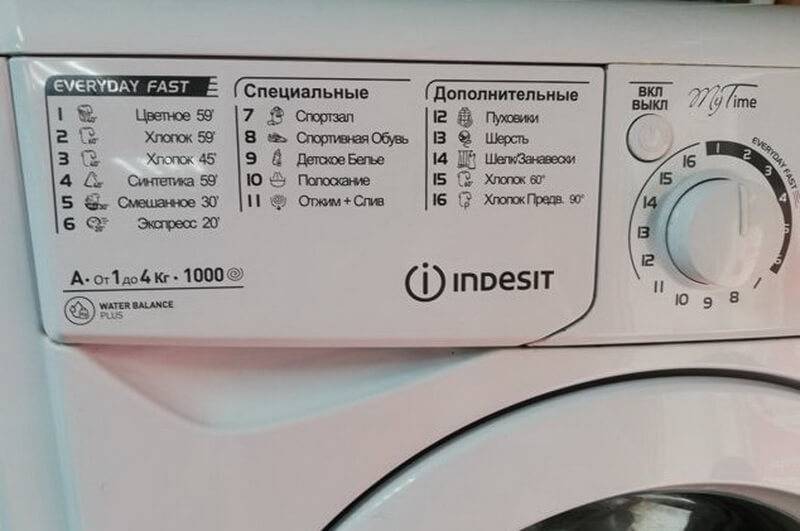 EVERYDAY FAST
1 Цветное 59'
2 Хлопок 59'
3 Хлопок 45'
4 Синтетика 59'
5 Смешанное 30'
6 Экспресс 20'
Специальные
7 Спортзал
8 Спортивная Обувь
9 Детское Белье
10 Полоскание
11 Отжим + Слив
Дополнительные
12 Пуховики
13 Шерсть
14 Шелк/Занавески
15 Хлопок 60°
16 Хлопок Предв. 90°
A • От 1 до 4 Кг • 1000
WATER BALANCE
PLUS
INDESIT
ВКЛ
ВЫКЛ
My Time
EVERYDAY FAST
1
2
3
4
5
6
7
8
9
10
11
12
13
14
15
16